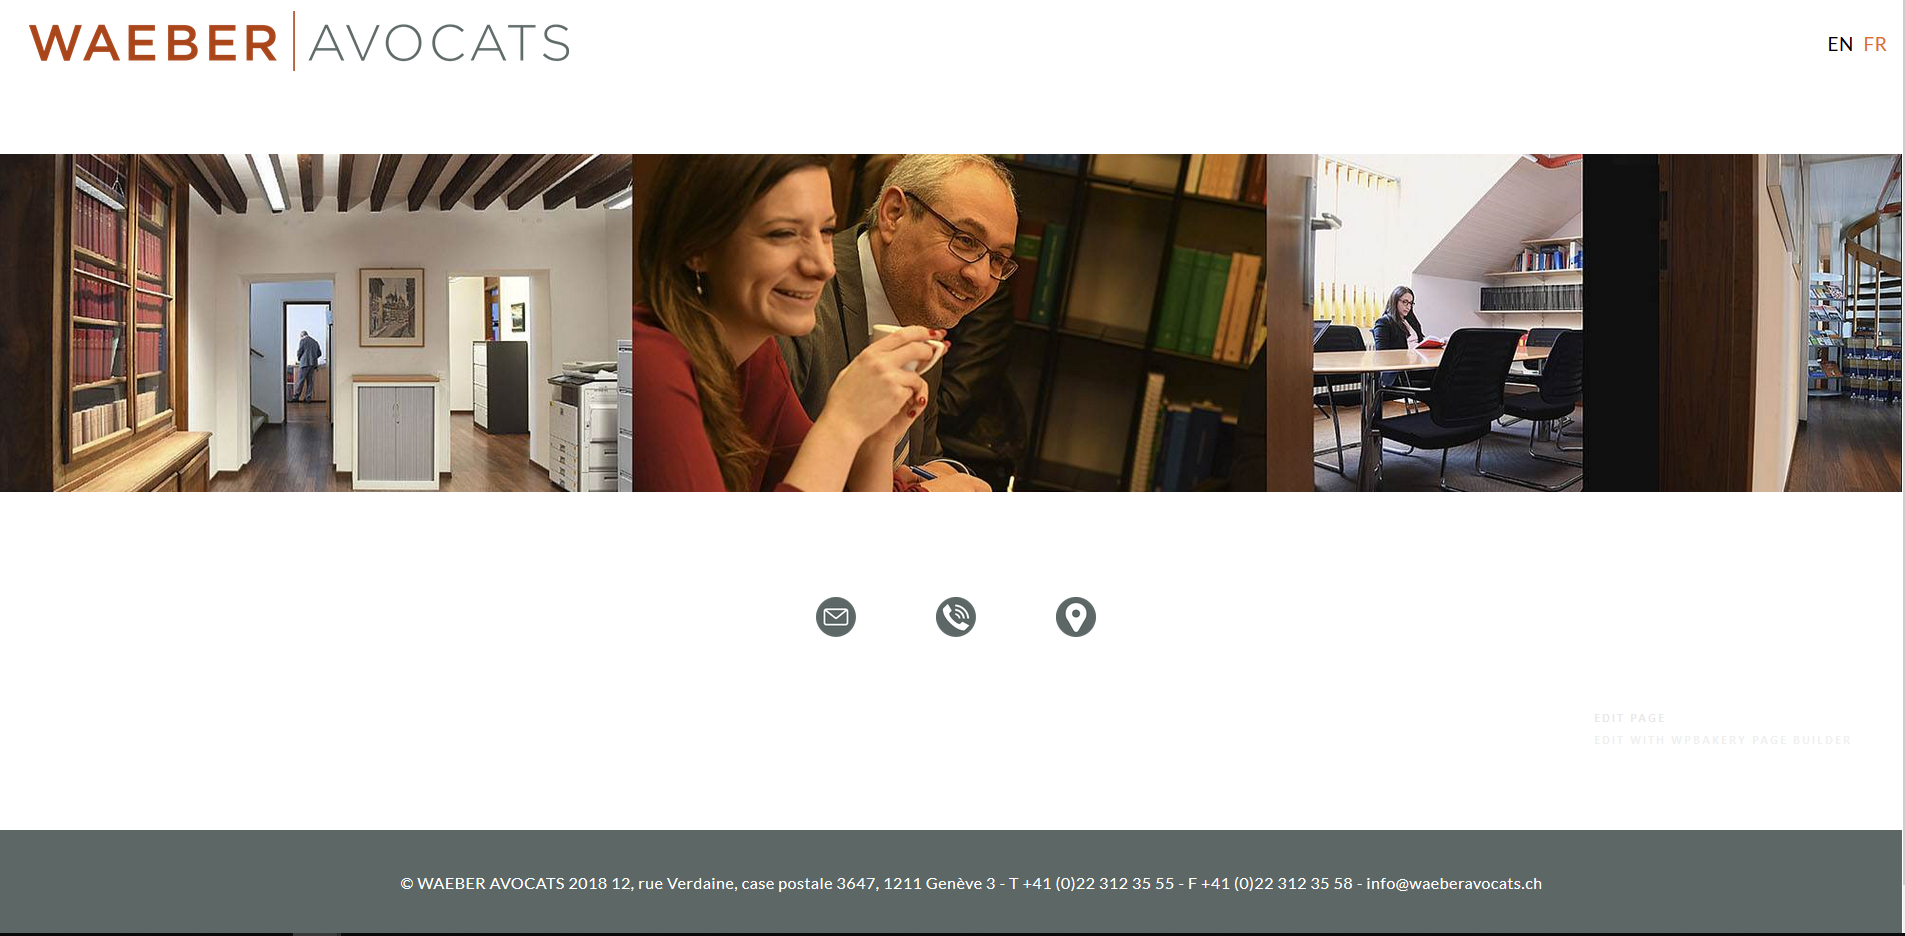 WAEBER AVOCATS
EN FR
EDIT PAGE
EDIT WITH WPBAKERY PAGE BUILDER
© WAEBER AVOCATS 2018 12, rue Verdaine, case postale 3647, 1211 Genève 3 - T +41 (0)22 312 35 55 - F +41 (0)22 312 35 58 - info@waeberavocats.ch